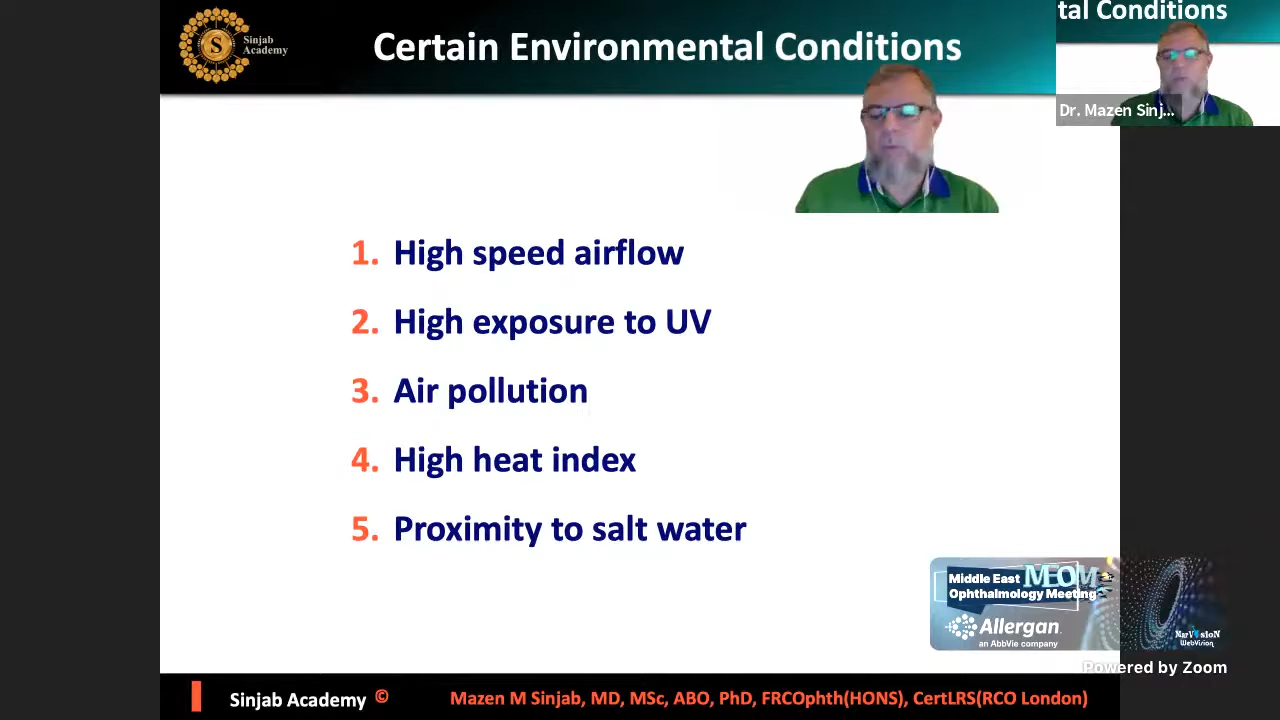 Sinjab
Academy
Certain Environmental Conditions
tal Conditions
Dr. Mazen Sinj...
1. High speed airflow
2. High exposure to UV
3. Air pollution
4. High heat index
5. Proximity to salt water
Middle East MEOM
Ophthalmology Meeting
Allergan
an AbbVie company
MarVision
WebVision
Powered by Zoom
Sinjab Academy © Mazen M Sinjab, MD, MSc, ABO, PhD, FRCOphth(HONS), CertLRS(RCO London)